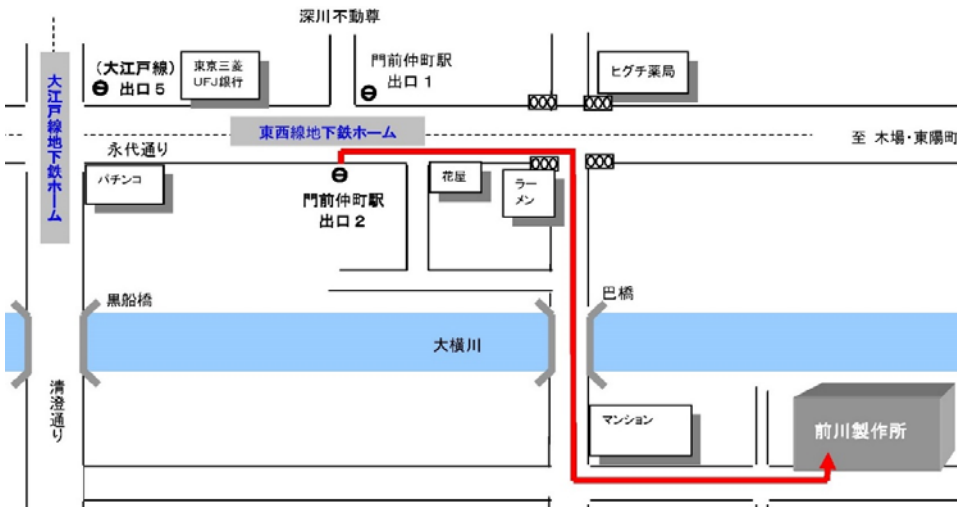 深川不動尊
(大江戸線)
出口5
東京三菱
UFJ銀行
門前仲町駅
出口1
ヒグチ薬局
大江戸線地下鉄ホーム
東西線地下鉄ホーム
至 木場・東陽町
永代通り
パチンコ
門前仲町駅
出口2
花屋
ラー
メン
黒船橋
巴橋
大横川
清澄通り
マンション
前川製作所